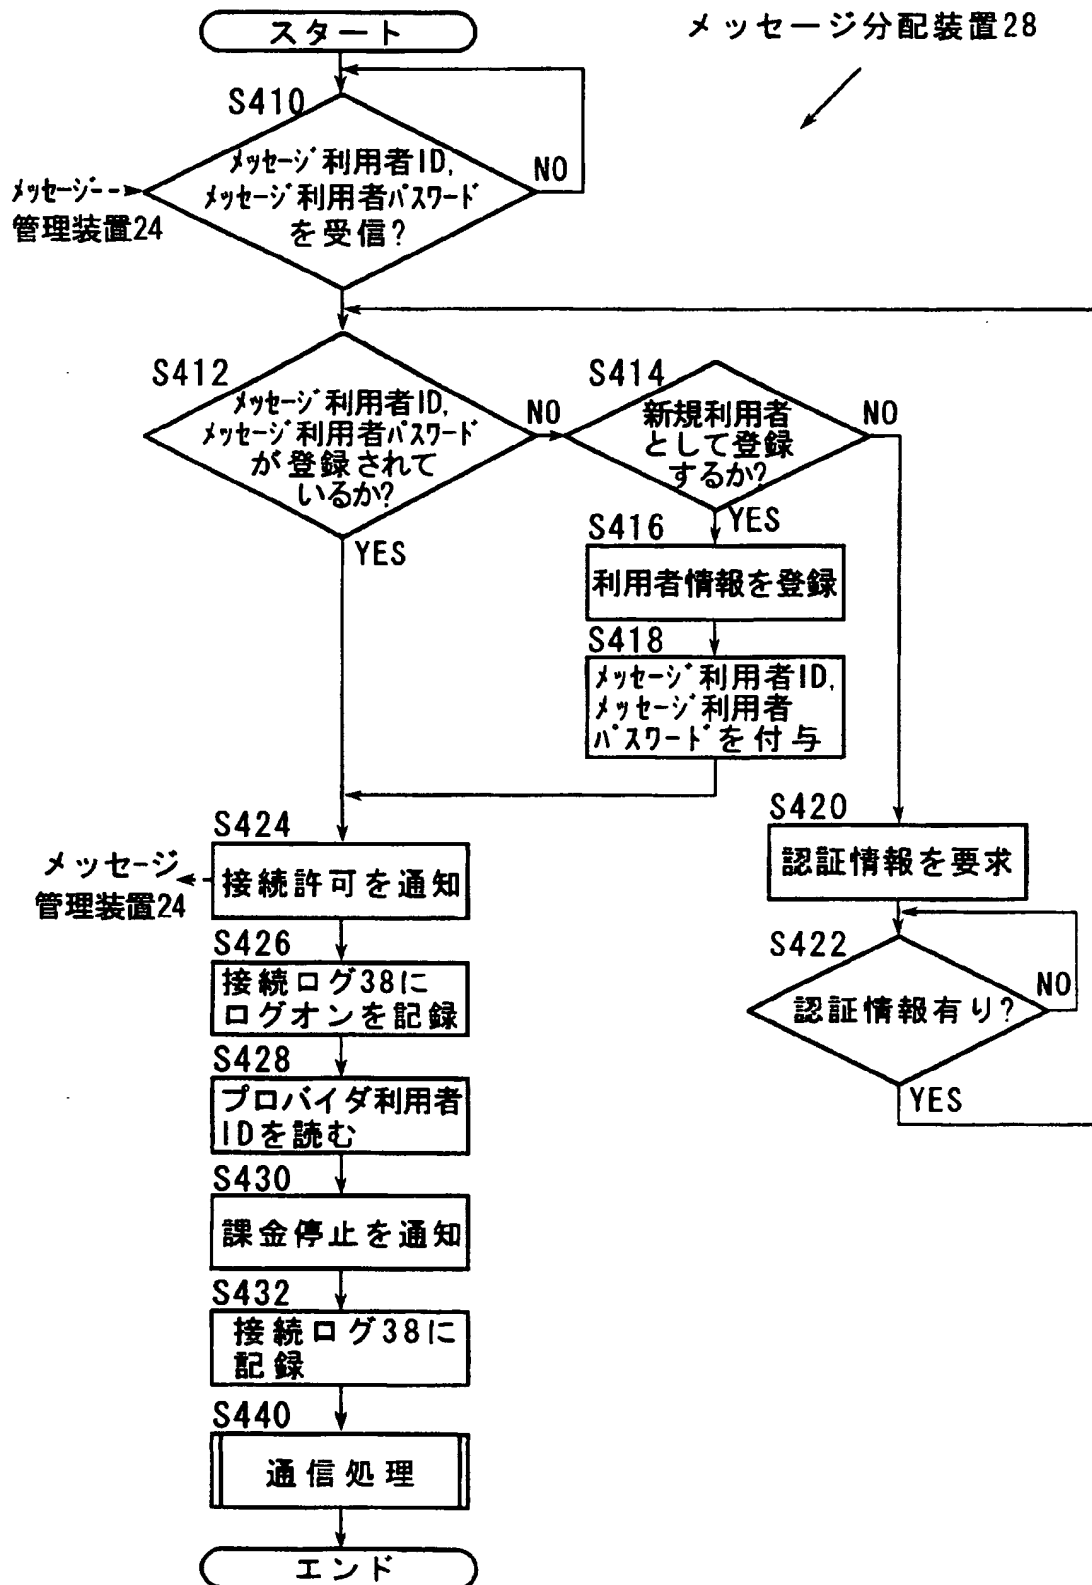 スタート
メッセージ分配装置28
S410
メッセージ利用者ID,
メッセージ利用者パスワード
を受信?
NO
メッセージ
管理装置24
S412
メッセージ利用者ID,
メッセージ利用者パスワード
が登録されて
いるか?
NO
YES
S414
新規利用者
として登録
するか?
NO
YES
S416
利用者情報を登録
S418
メッセージ利用者ID,
メッセージ利用者
パスワードを付与
S420
認証情報を要求
S422
認証情報有り?
NO
YES
S424
接続許可を通知
メッセージ
管理装置24
S426
接続ログ38に
ログオンを記録
S428
プロバイダ利用者
IDを読む
S430
課金停止を通知
S432
接続ログ38に
記録
S440
通信処理
エンド